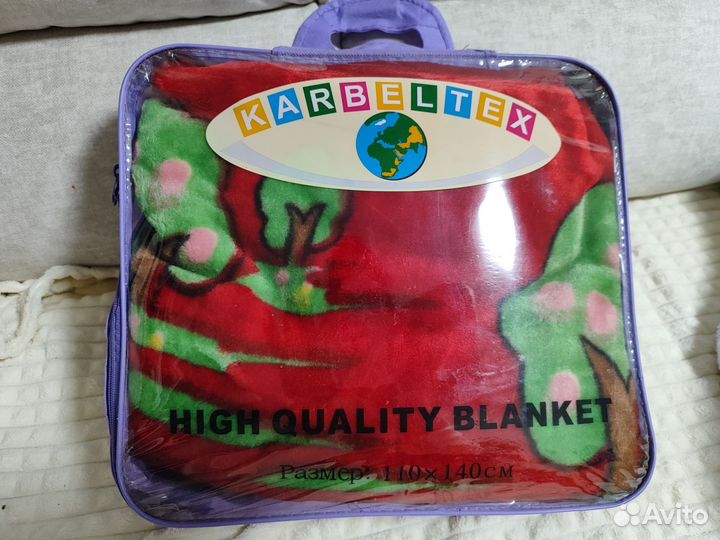 KARBELTEX
HIGH QUALITY BLANKET
Размер: 110×140см
Avito